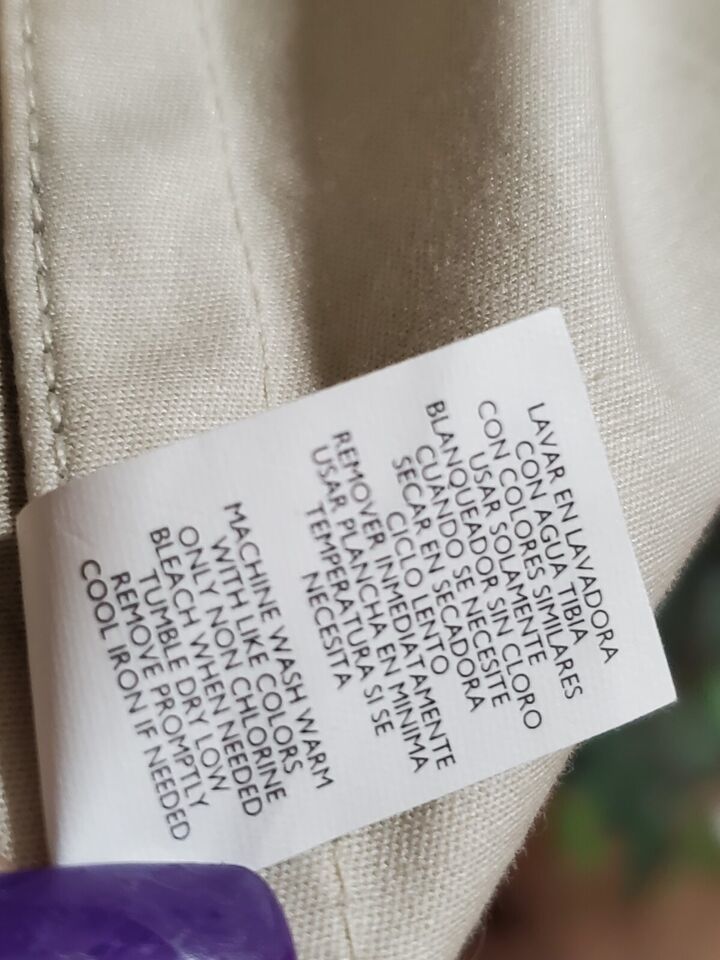 LAVAR EN LAVADORA
CON AGUA TIBIA
CON COLORES SIMILARES
USAR SOLAMENTE
BLANQUEADOR SIN CLORO
CUANDO SE NECESITE
SECAR EN SECADORA
CICLO LENTO
REMOVER INMEDIATAMENTE
USAR PLANCHA EN MINIMA
TEMPERATURA SI SE
NECESITA
MACHINE WASH WARM
WITH LIKE COLORS
ONLY NON CHLORINE
BLEACH WHEN NEEDED
TUMBLE DRY LOW
REMOVE PROMPTLY
COOL IRON IF NEEDED